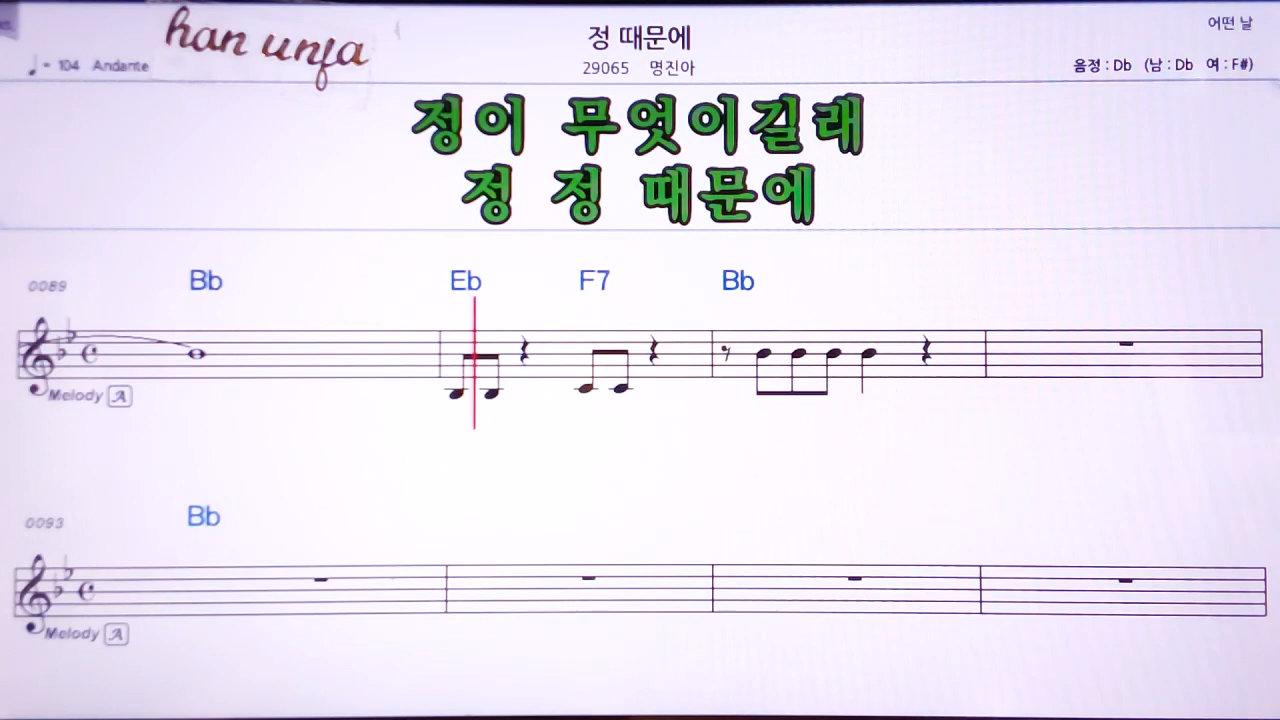 han unja
정 때문에
어떤 날
♩= 104 Andante
29065 명진아
음정 : Db (남 : Db 여 : F#)
정이 무엇이길래
정 정 때문에
0089 Bb Eb F7 Bb
Melody A
0093 Bb
Melody A